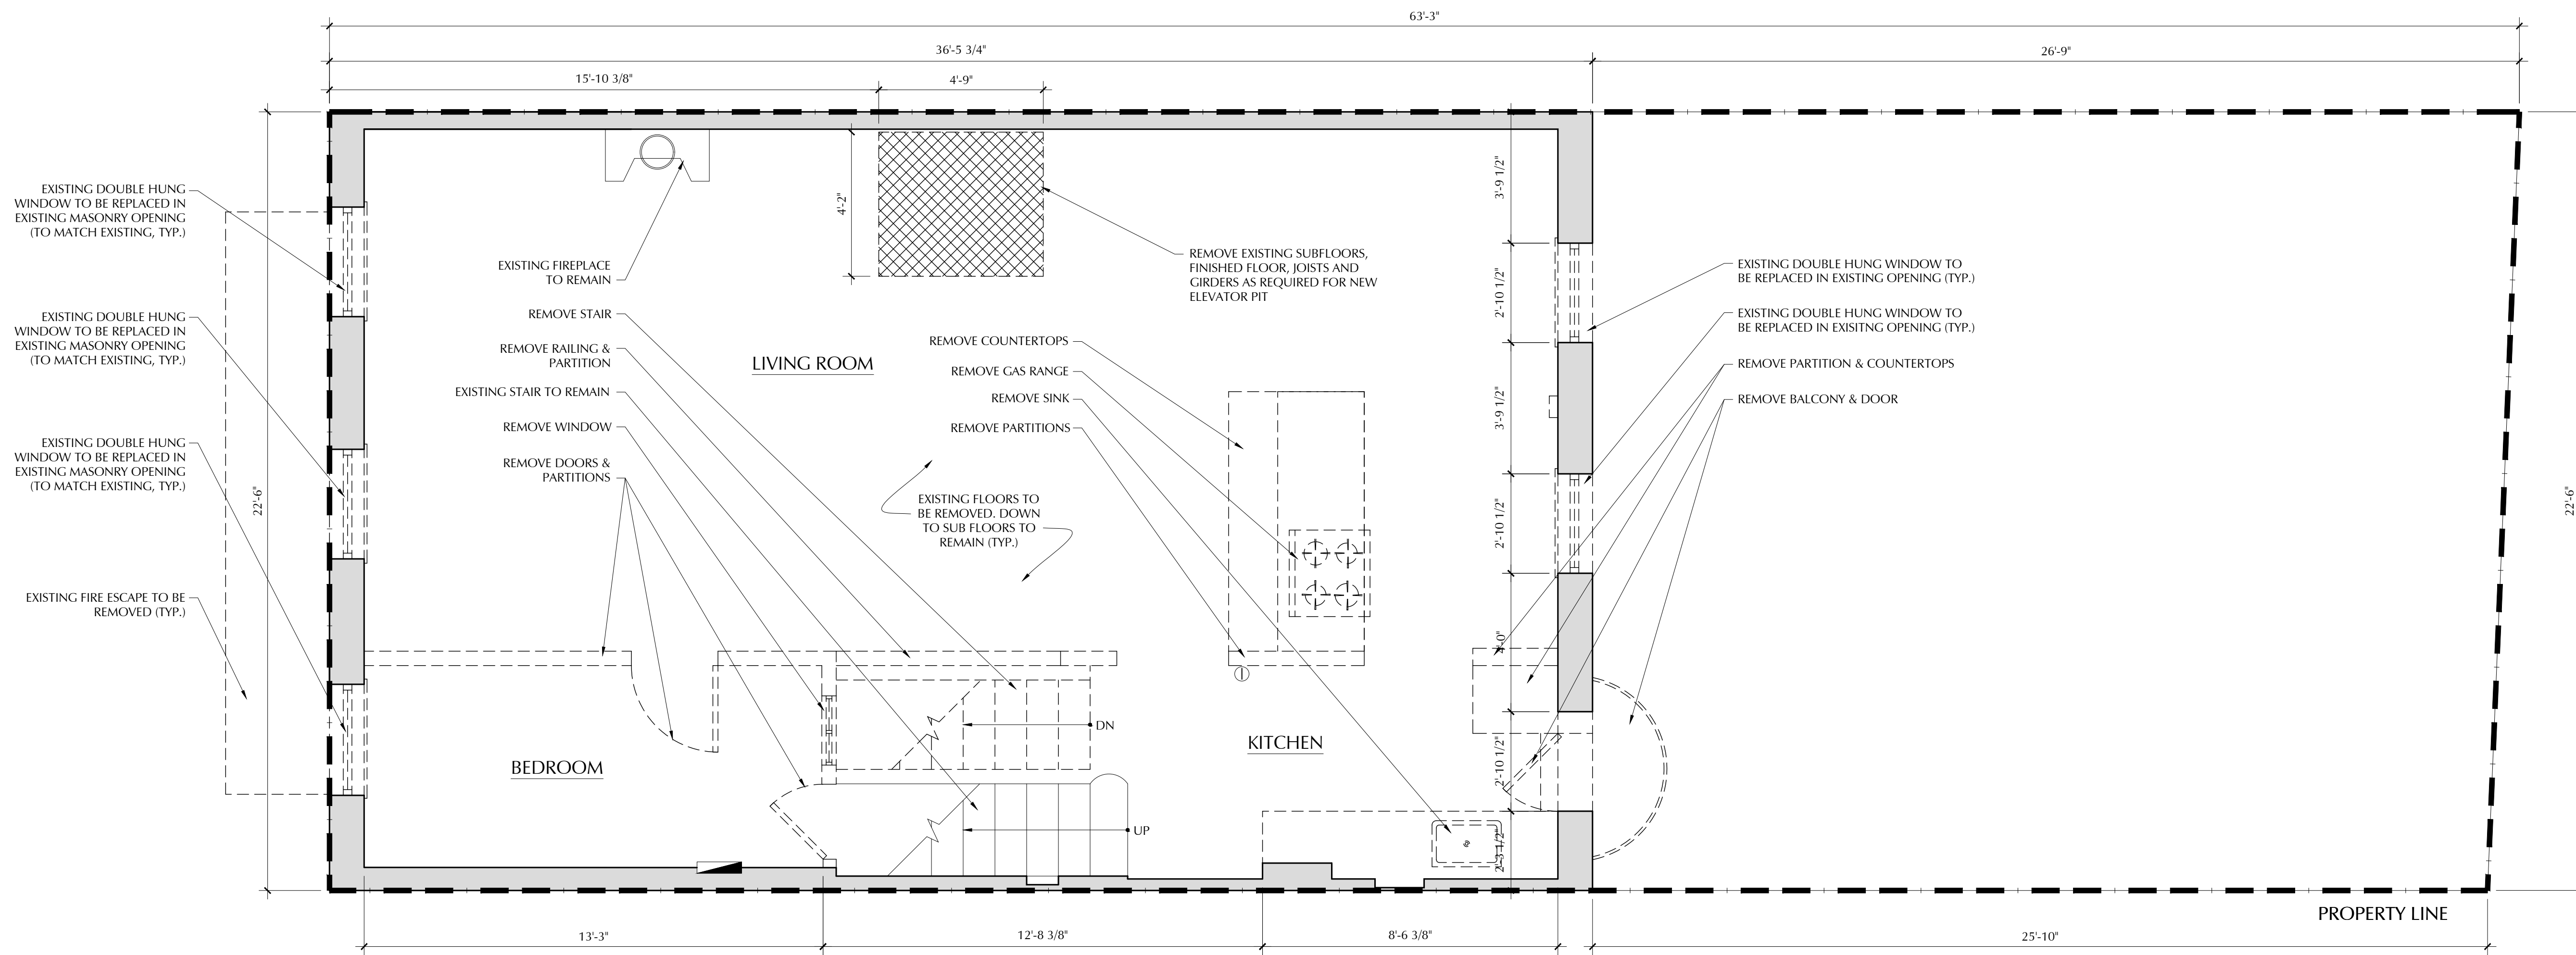 63'-3"
36'-5 3/4"
26'-9"
15'-10 3/8"
4'-9"
EXISTING DOUBLE HUNG
WINDOW TO BE REPLACED IN
EXISTING MASONRY OPENING
(TO MATCH EXISTING, TYP.)
EXISTING DOUBLE HUNG
WINDOW TO BE REPLACED IN
EXISTING MASONRY OPENING
(TO MATCH EXISTING, TYP.)
EXISTING DOUBLE HUNG
WINDOW TO BE REPLACED IN
EXISTING MASONRY OPENING
(TO MATCH EXISTING, TYP.)
EXISTING FIRE ESCAPE TO BE
REMOVED (TYP.)
22'-6"
EXISTING FIREPLACE
TO REMAIN
REMOVE STAIR
REMOVE RAILING &
PARTITION
EXISTING STAIR TO REMAIN
REMOVE WINDOW
REMOVE DOORS &
PARTITIONS
LIVING ROOM
4'-2"
REMOVE EXISTING SUBFLOORS,
FINISHED FLOOR, JOISTS AND
GIRDERS AS REQUIRED FOR NEW
ELEVATOR PIT
REMOVE COUNTERTOPS
REMOVE GAS RANGE
REMOVE SINK
REMOVE PARTITIONS
EXISTING FLOORS TO
BE REMOVED. DOWN
TO SUB FLOORS TO
REMAIN (TYP.)
3'-9 1/2"
2'-10 1/2"
3'-9 1/2"
2'-10 1/2"
4'-0"
2'-10 1/2"
2'-3 1/2"
EXISTING DOUBLE HUNG WINDOW TO
BE REPLACED IN EXISTING OPENING (TYP.)
EXISTING DOUBLE HUNG WINDOW TO
BE REPLACED IN EXISITNG OPENING (TYP.)
REMOVE PARTITION & COUNTERTOPS
REMOVE BALCONY & DOOR
22'-6"
DN
UP
BEDROOM
KITCHEN
PROPERTY LINE
13'-3"
12'-8 3/8"
8'-6 3/8"
25'-10"